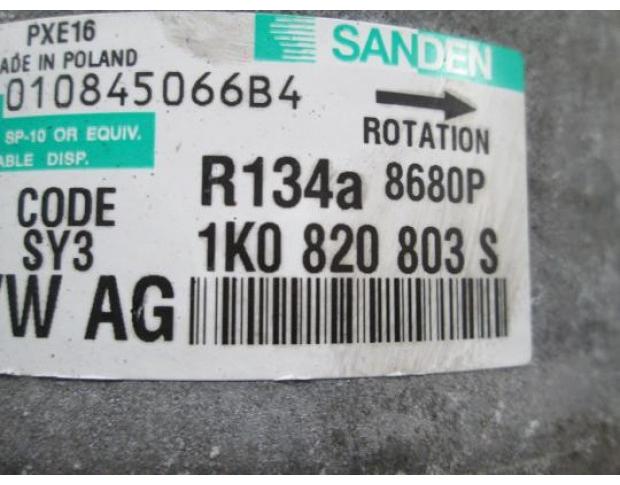 PXE16
SANDEN
ADE IN POLAND
010845066B4
ROTATION
SP-10 OR EQUIV.
ABLE DISP.
R134a 8680P
CODE
SY3
1K0 820 803 S
W AG